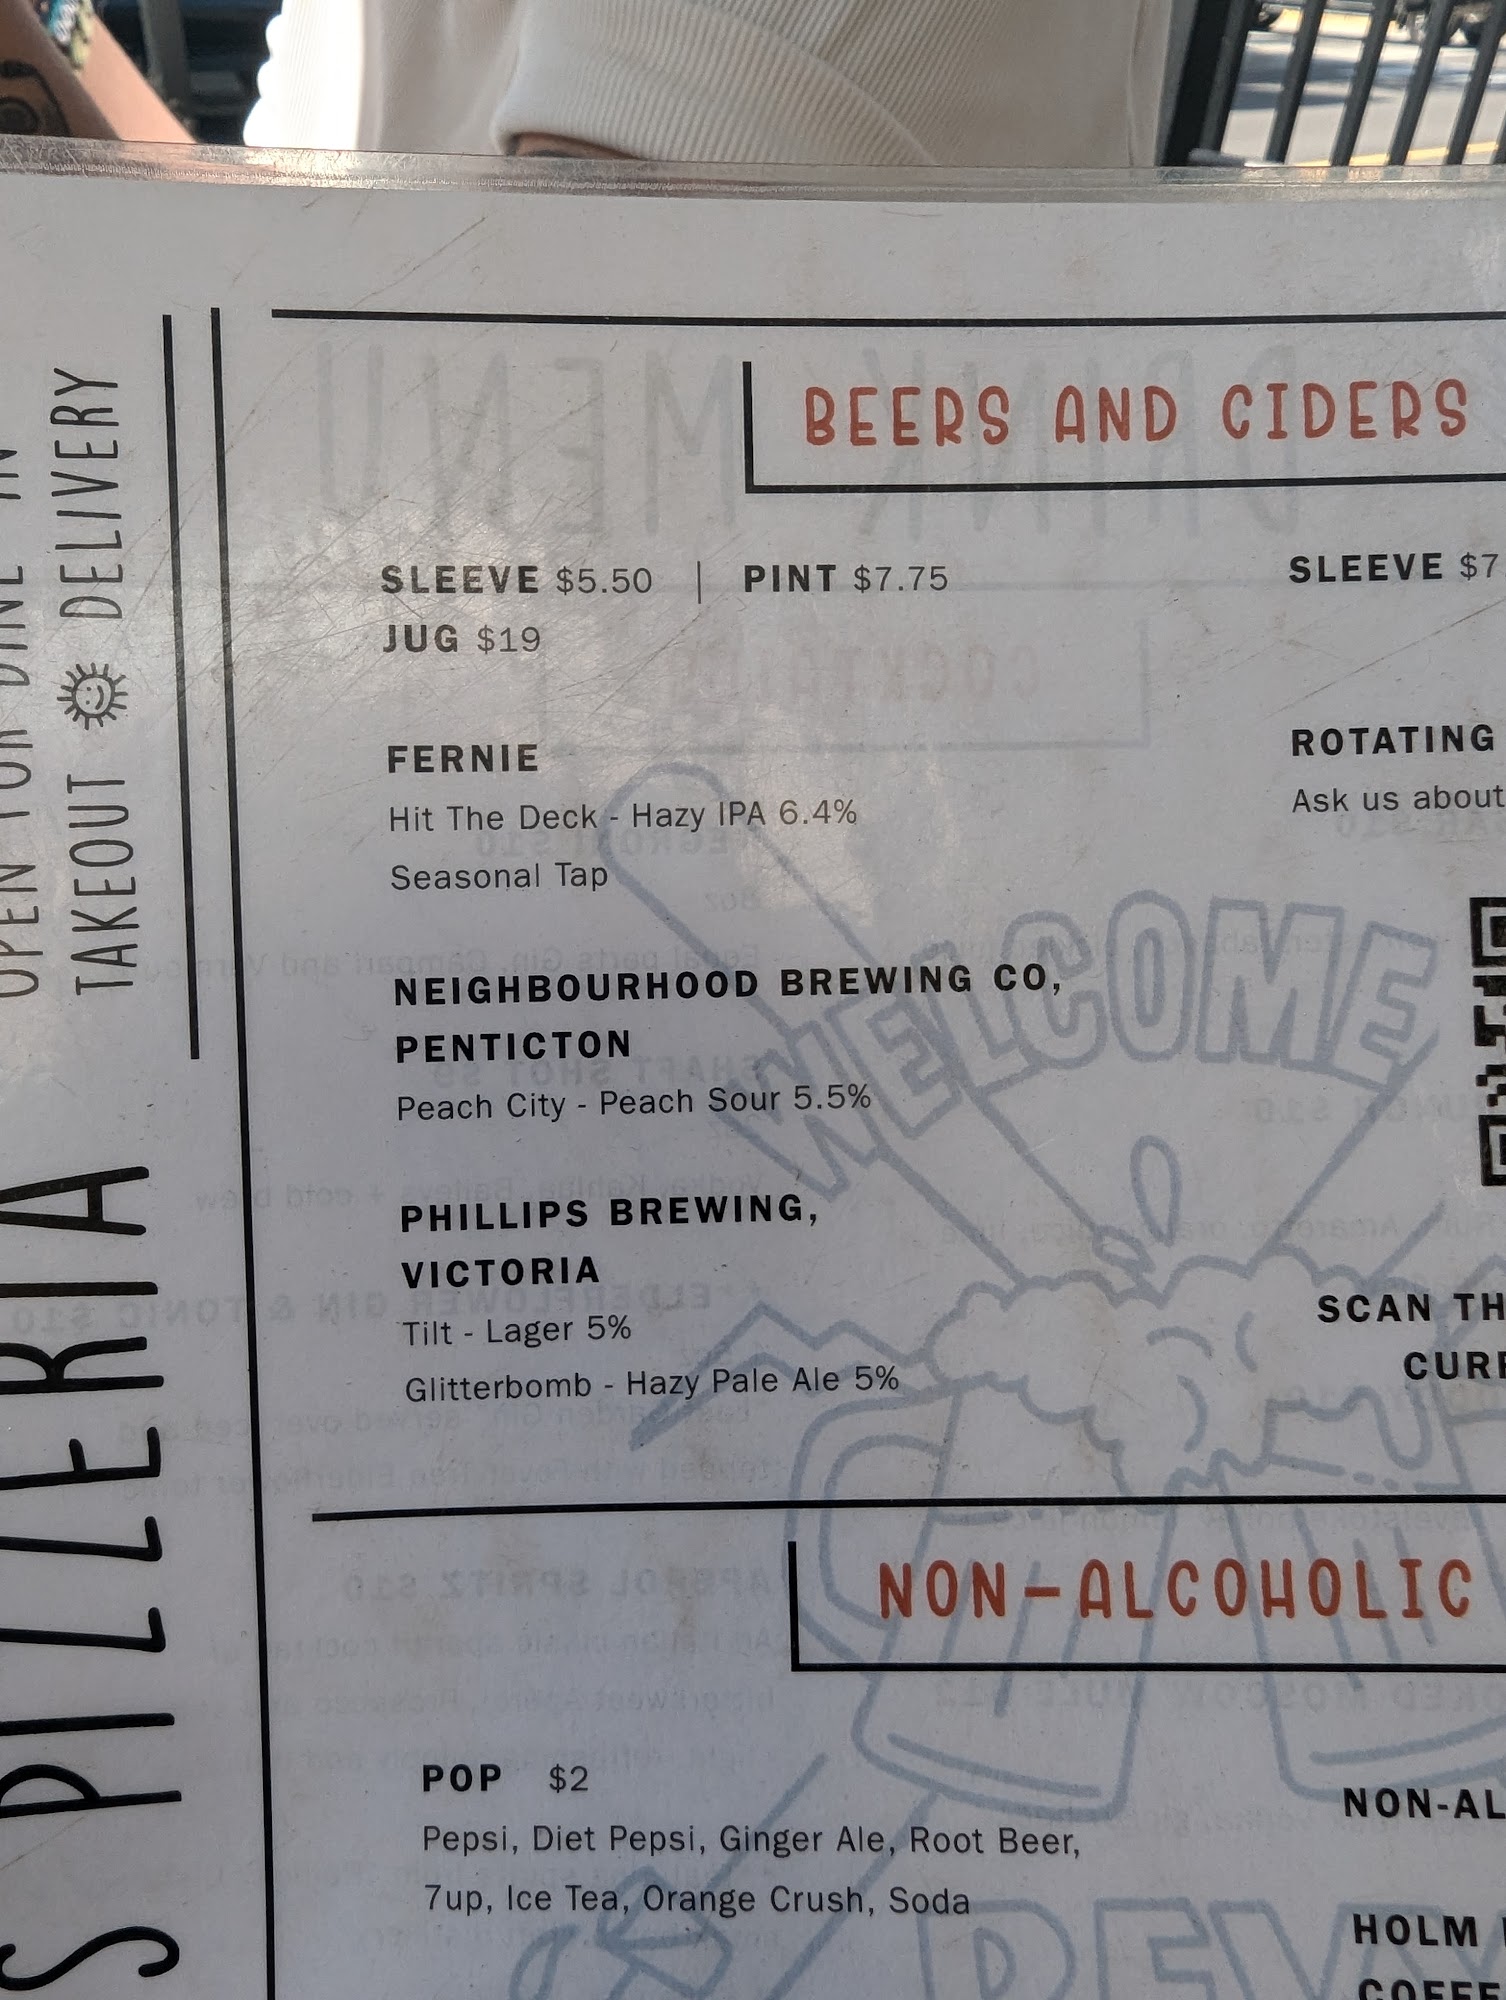 OPEN FOR DINE IN
TAKEOUT DELIVERY
S PIZZERIA
BEERS AND CIDERS
SLEEVE $5.50 | PINT $7.75
JUG $19
FERNIE
Hit The Deck - Hazy IPA 6.4%
Seasonal Tap
NEIGHBOURHOOD BREWING CO,
PENTICTON
Peach City - Peach Sour 5.5%
PHILLIPS BREWING,
VICTORIA
Tilt - Lager 5%
Glitterbomb - Hazy Pale Ale 5%
SLEEVE $7
ROTATING
Ask us about
SCAN TH
CURR
WELCOME
NON-ALCOHOLIC
POP $2
Pepsi, Diet Pepsi, Ginger Ale, Root Beer,
7up, Ice Tea, Orange Crush, Soda
NON-AL
HOLM
COFFE